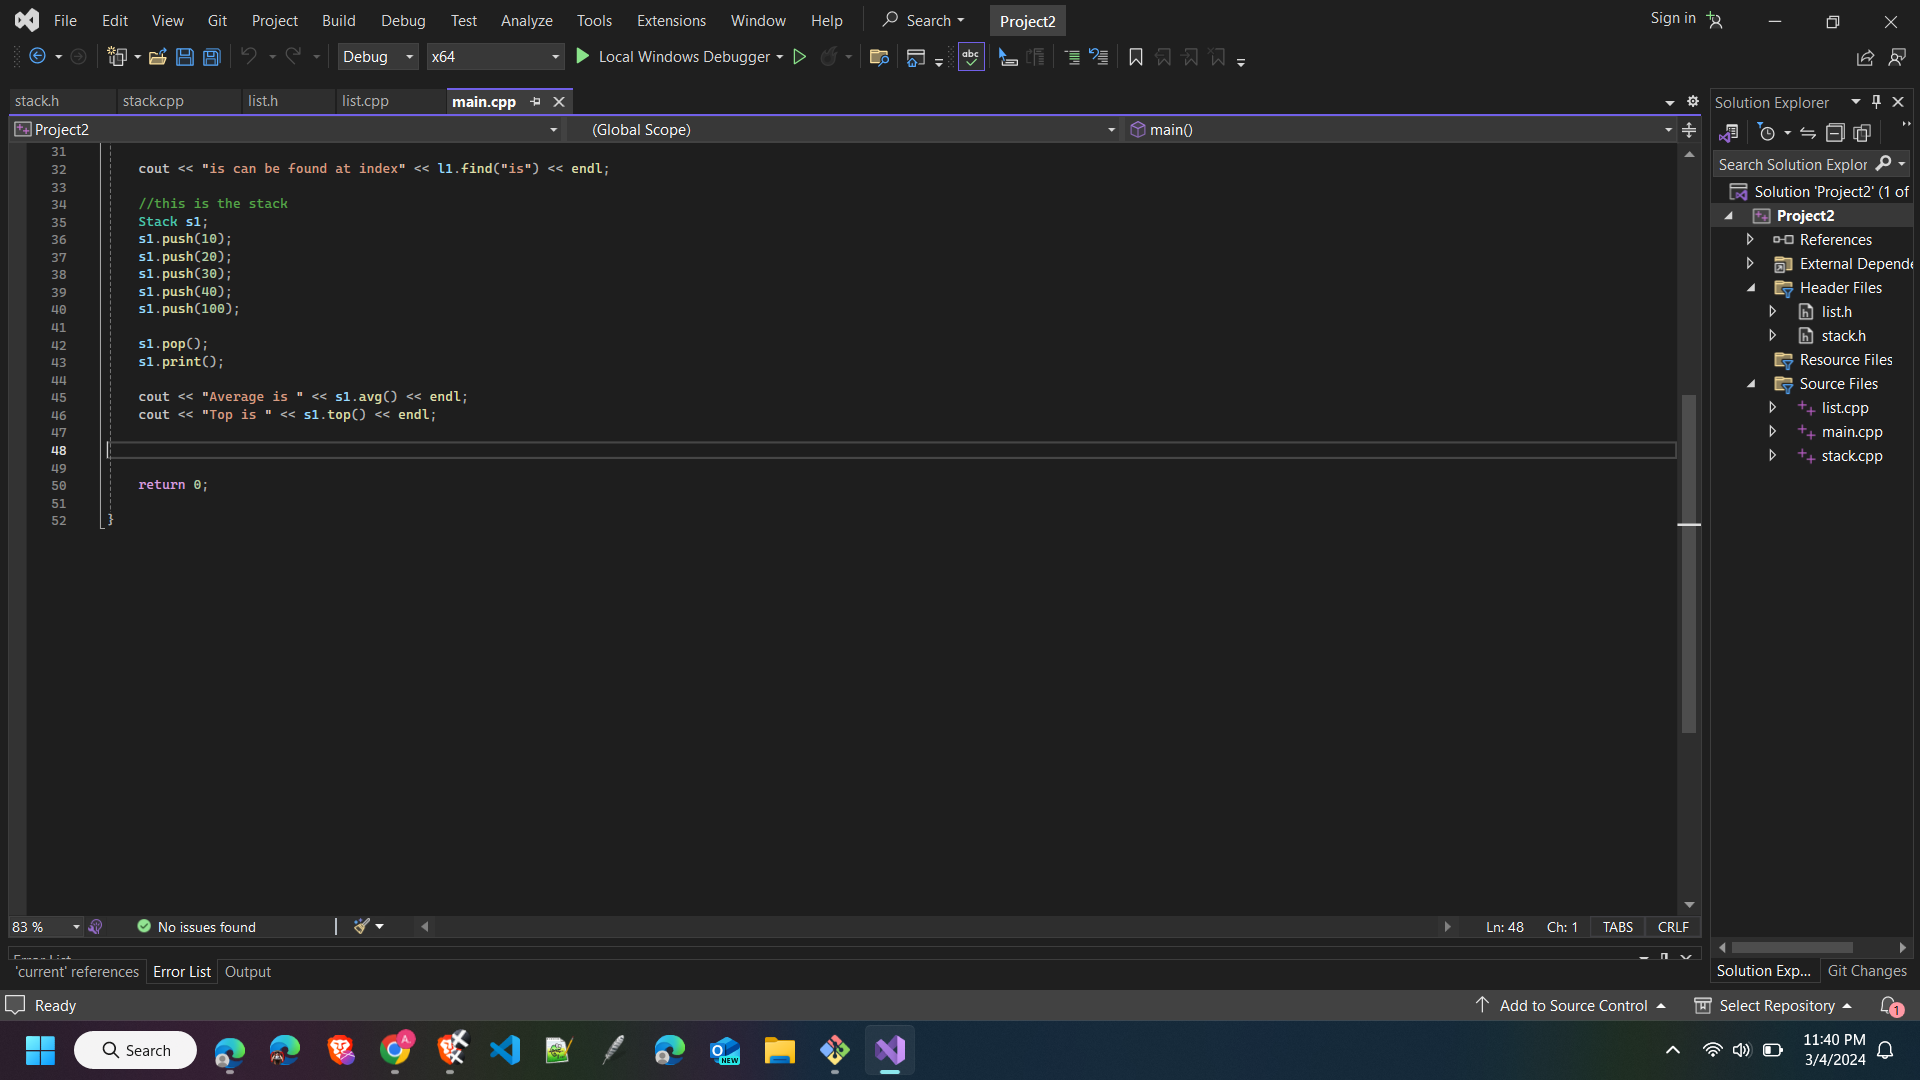 File Edit View Git Project Build Debug Test Analyze Tools Extensions Window Help Search Project2 Sign in
Debug x64 Local Windows Debugger
stack.h stack.cpp list.h list.cpp main.cpp
Project2 (Global Scope) main()
31
32 cout << "is can be found at index" << l1.find("is") << endl;
33
34 //this is the stack
35 Stack s1;
36 s1.push(10);
37 s1.push(20);
38 s1.push(30);
39 s1.push(40);
40 s1.push(100);
41
42 s1.pop();
43 s1.print();
44
45 cout << "Average is " << s1.avg() << endl;
46 cout << "Top is " << s1.top() << endl;
47
48
49
50 return 0;
51
52 }
83 % No issues found Ln: 48 Ch: 1 TABS CRLF
Error List
'current' references Error List Output
Solution Explorer
Search Solution Explor
Solution 'Project2' (1 of
Project2
References
External Depende
Header Files
list.h
stack.h
Resource Files
Source Files
list.cpp
main.cpp
stack.cpp
Solution Exp... Git Changes
Ready Add to Source Control Select Repository 1
Search A NEW 11:40 PM
3/4/2024